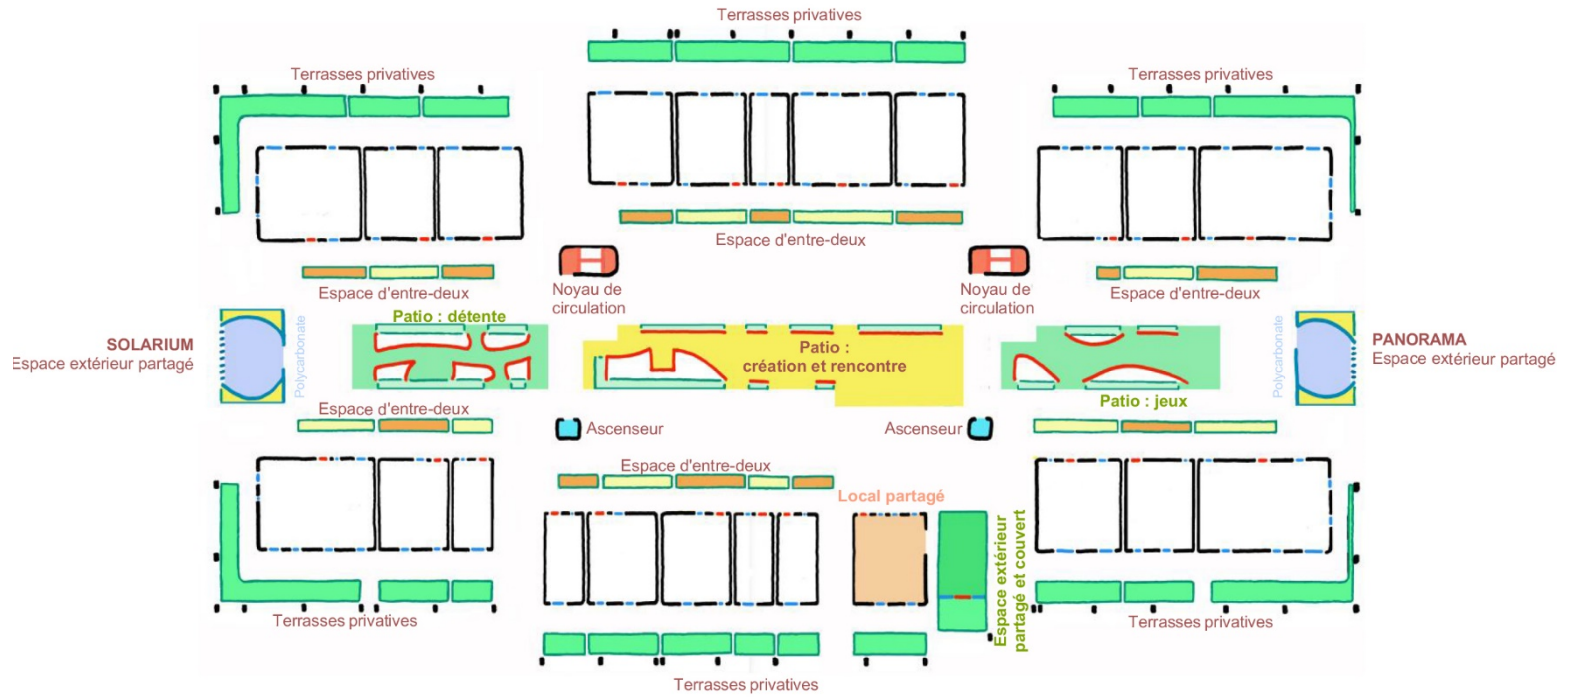 Terrasses privatives
Terrasses privatives
Terrasses privatives
Espace d'entre-deux
Espace d'entre-deux
Espace d'entre-deux
Noyau de
circulation
Noyau de
circulation
SOLARIUM
Espace extérieur partagé
Polycarbonate
Patio : détente
Patio :
création et rencontre
Patio : jeux
Polycarbonate
PANORAMA
Espace extérieur partagé
Espace d'entre-deux
Ascenseur
Ascenseur
Espace d'entre-deux
Local partagé
Espace extérieur
partagé et couvert
Terrasses privatives
Terrasses privatives
Terrasses privatives